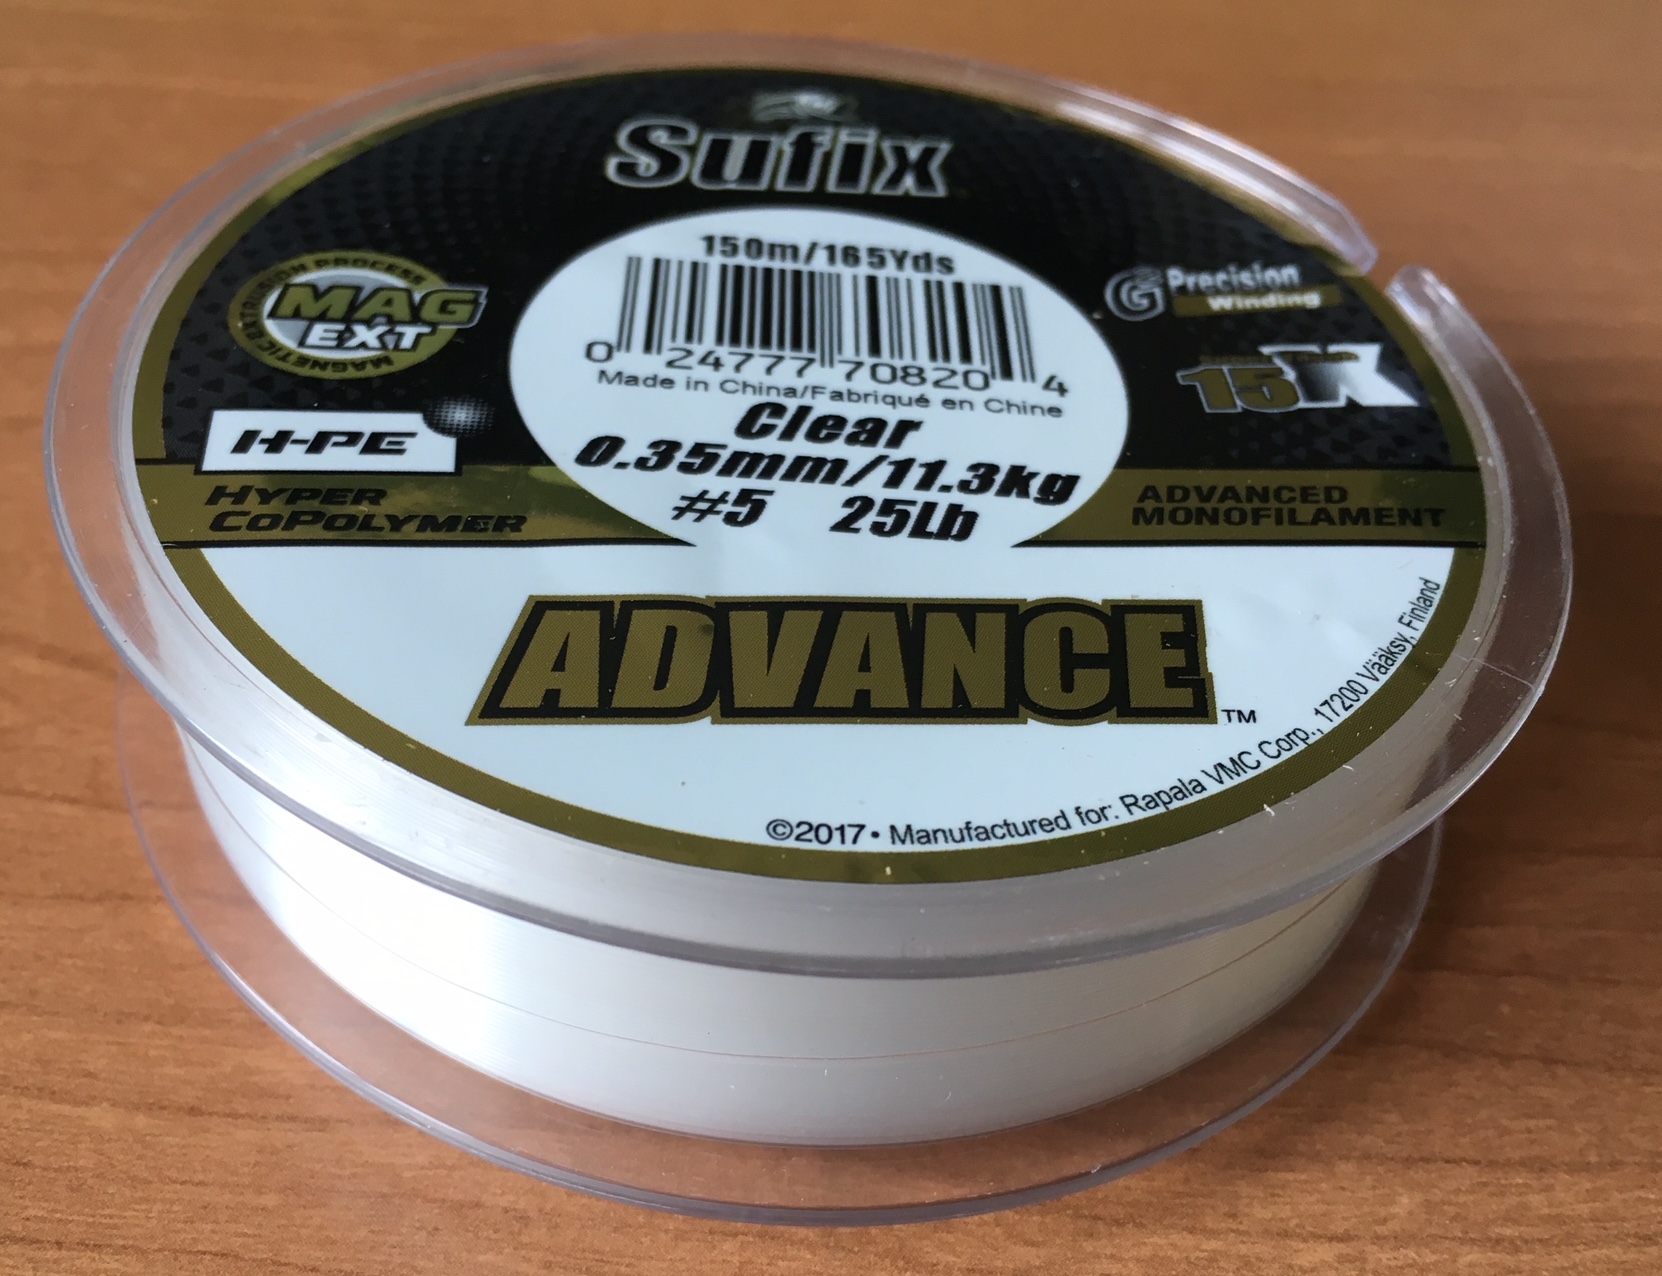 Sufix
150m/165Yds
0 24777 70820 4
Made in China/Fabriqué en Chine
Clear
0.35mm/11.3kg
#5 25Lb
MAGNETIC EXTRUSION PROCESS
MAG
EXT
H-PE
HYPER
COPOLYMER
G Precision
Winding
15X
ADVANCED
MONOFILAMENT
ADVANCE™
©2017• Manufactured for: Rapala VMC Corp., 17200 Vääksy, Finland